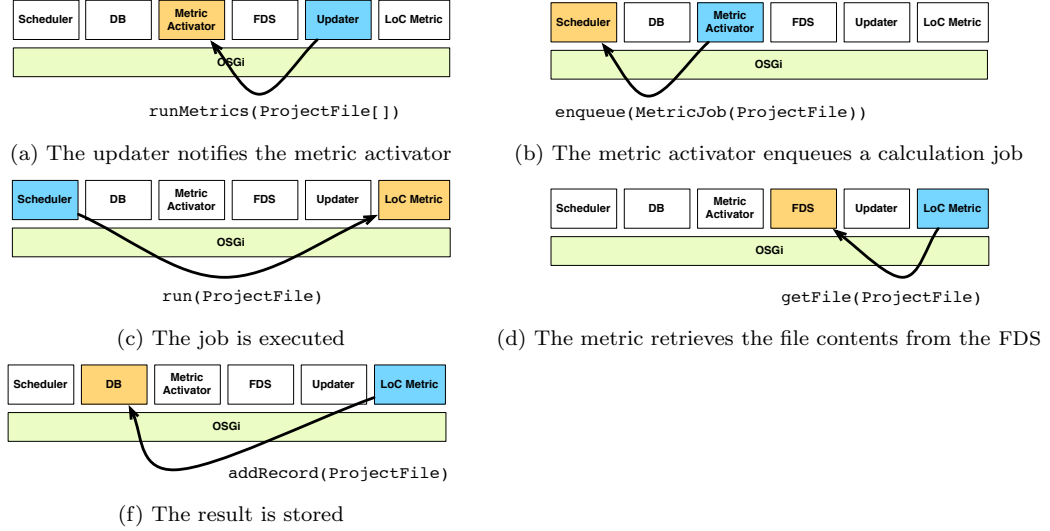 Scheduler DB Metric Activator FDS Updater LoC Metric
OSGi
runMetrics(ProjectFile[])
(a) The updater notifies the metric activator
Scheduler DB Metric Activator FDS Updater LoC Metric
OSGi
enqueue(MetricJob(ProjectFile))
(b) The metric activator enqueues a calculation job
Scheduler DB Metric Activator FDS Updater LoC Metric
OSGi
run(ProjectFile)
(c) The job is executed
Scheduler DB Metric Activator FDS Updater LoC Metric
OSGi
getFile(ProjectFile)
(d) The metric retrieves the file contents from the FDS
Scheduler DB Metric Activator FDS Updater LoC Metric
OSGi
addRecord(ProjectFile)
(f) The result is stored